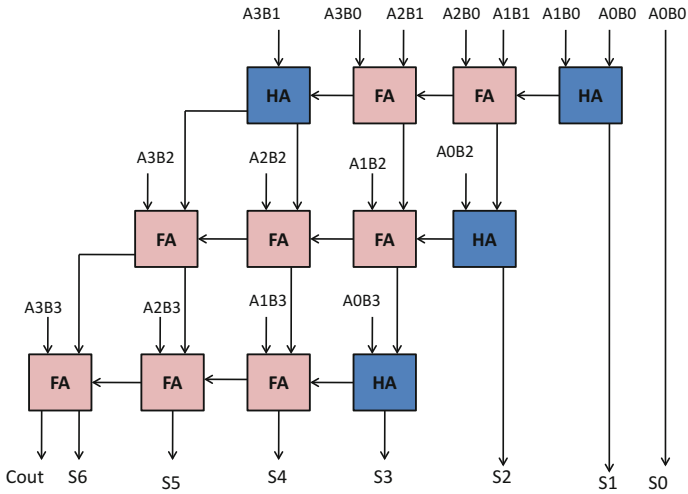 A3B1 A3B0 A2B1 A2B0 A1B1 A1B0 A0B0 A0B0
HA FA FA HA
A3B2 A2B2 A1B2 A0B2
FA FA FA HA
A3B3 A2B3 A1B3 A0B3
FA FA FA HA
Cout S6 S5 S4 S3 S2 S1 S0